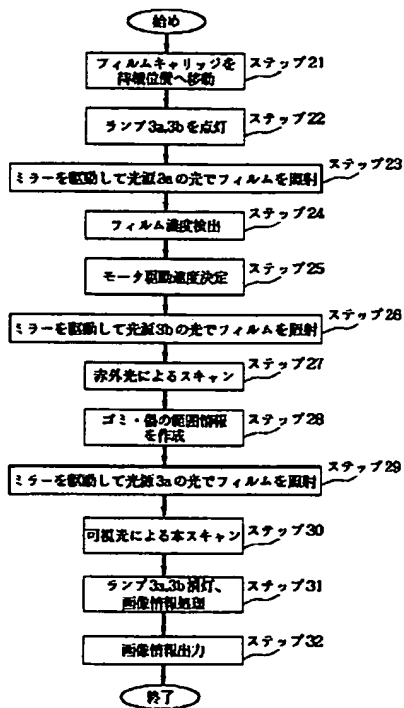 始め
フィルムキャリッジを
待機位置へ移動
ステップ21
ランプ3a,3bを点灯
ステップ22
ミラーを駆動して光源3aの光でフィルムを照射
ステップ23
フィルム濃度検出
ステップ24
モータ駆動速度決定
ステップ25
ミラーを駆動して光源3bの光でフィルムを照射
ステップ26
赤外光によるスキャン
ステップ27
ゴミ・傷の範囲情報
を作成
ステップ28
ミラーを駆動して光源3aの光でフィルムを照射
ステップ29
可視光による本スキャン
ステップ30
ランプ3a,3b消灯、
画像情報処理
ステップ31
画像情報出力
ステップ32
終了